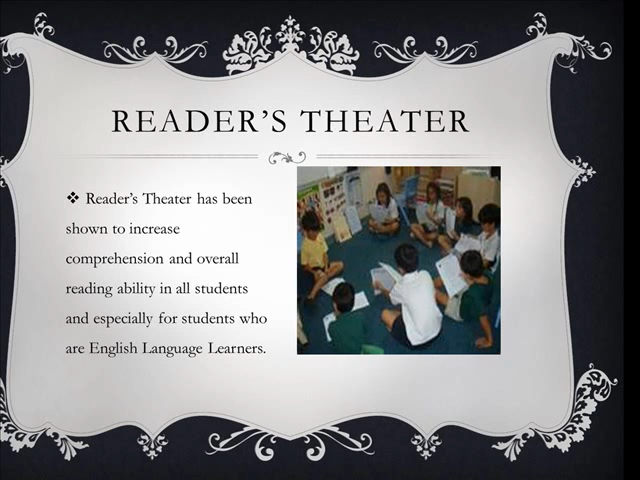 READER’S THEATER
❖ Reader’s Theater has been
shown to increase
comprehension and overall
reading ability in all students
and especially for students who
are English Language Learners.